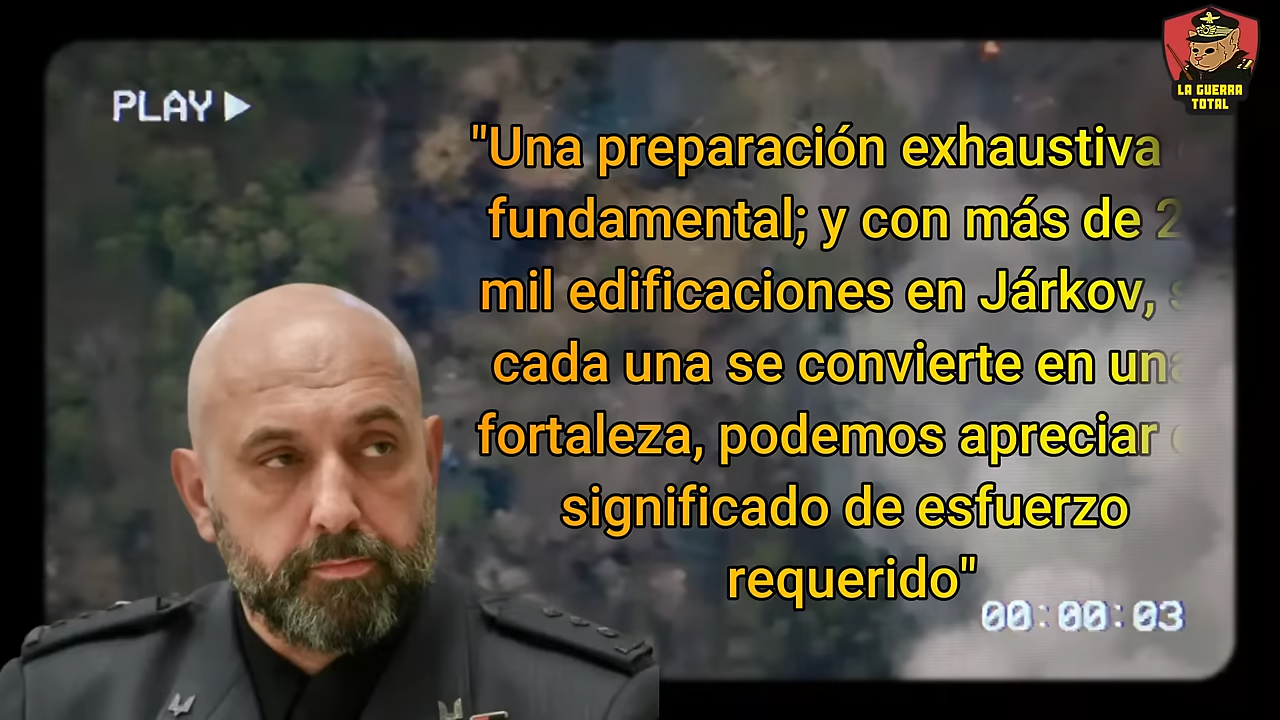 LA GUERRA
TOTAL
PLAY
"Una preparación exhaustiva
fundamental; y con más de
mil edificaciones en Járkov,
cada una se convierte en una
fortaleza, podemos apreciar
significado de esfuerzo
requerido"
00:00:03